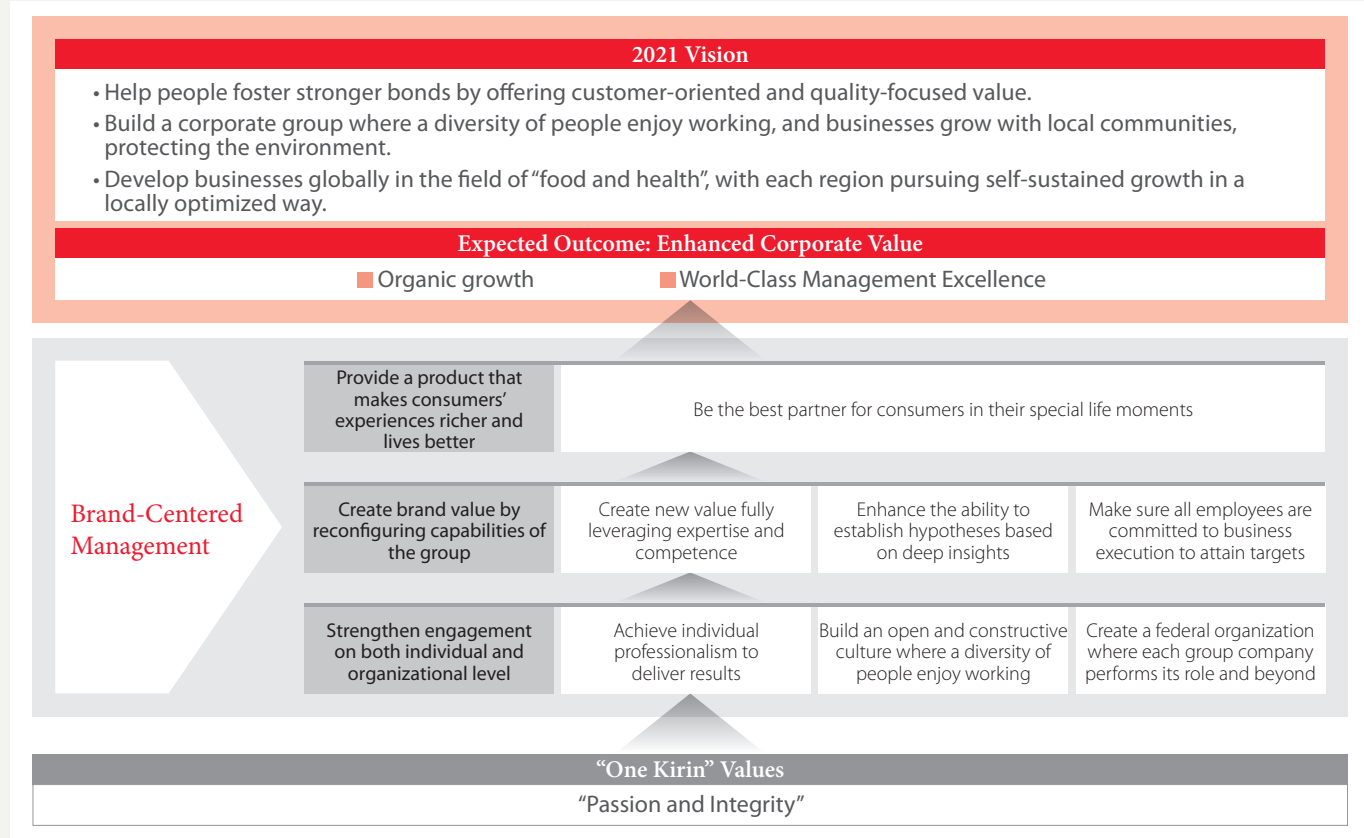 2021 Vision
• Help people foster stronger bonds by offering customer-oriented and quality-focused value.
• Build a corporate group where a diversity of people enjoy working, and businesses grow with local communities,
protecting the environment.
• Develop businesses globally in the field of “food and health”, with each region pursuing self-sustained growth in a
locally optimized way.
Expected Outcome: Enhanced Corporate Value
Organic growth
World-Class Management Excellence
Brand-Centered
Management
Provide a product that
makes consumers’
experiences richer and
lives better
Be the best partner for consumers in their special life moments
Create brand value by
reconfiguring capabilities of
the group
Create new value fully
leveraging expertise and
competence
Enhance the ability to
establish hypotheses based
on deep insights
Make sure all employees are
committed to business
execution to attain targets
Strengthen engagement
on both individual and
organizational level
Achieve individual
professionalism to
deliver results
Build an open and constructive
culture where a diversity of
people enjoy working
Create a federal organization
where each group company
performs its role and beyond
“One Kirin” Values
“Passion and Integrity”